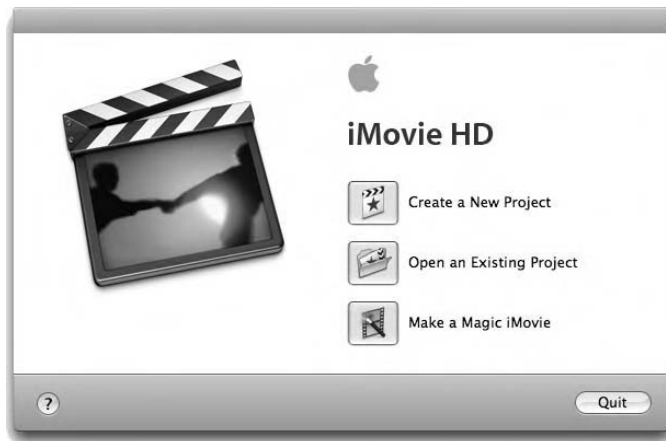 iMovie HD
Create a New Project
Open an Existing Project
Make a Magic iMovie
?
Quit